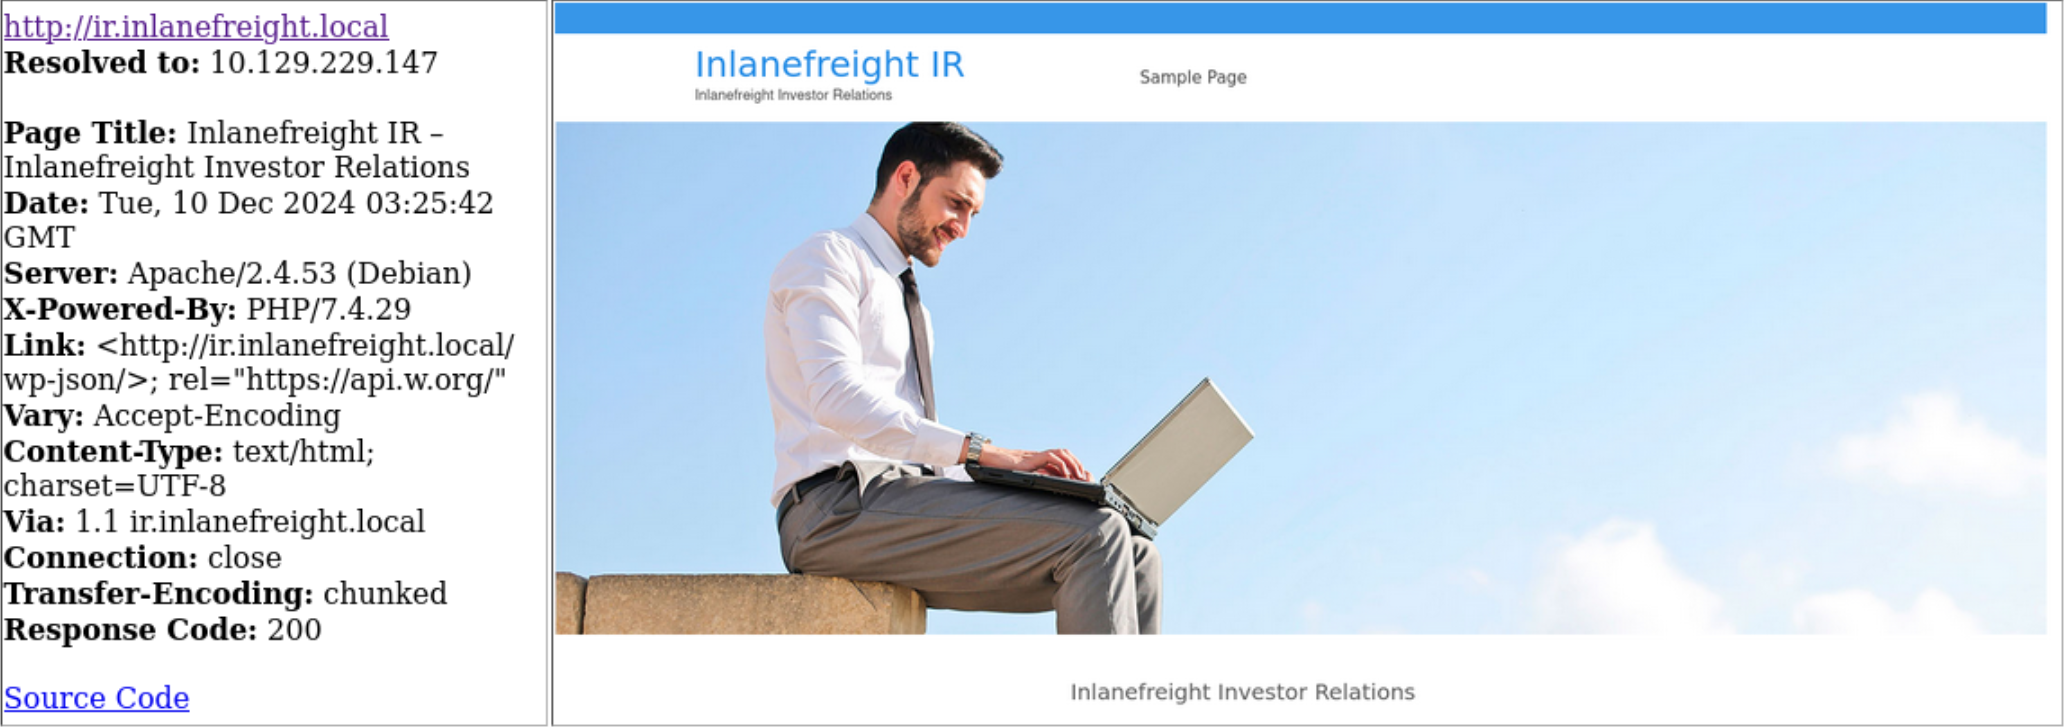 http://ir.inlanefreight.local
Resolved to: 10.129.229.147
Page Title: Inlanefreight IR –
Inlanefreight Investor Relations
Date: Tue, 10 Dec 2024 03:25:42
GMT
Server: Apache/2.4.53 (Debian)
X-Powered-By: PHP/7.4.29
Link: <http://ir.inlanefreight.local/
wp-json/>; rel="https://api.w.org/"
Vary: Accept-Encoding
Content-Type: text/html;
charset=UTF-8
Via: 1.1 ir.inlanefreight.local
Connection: close
Transfer-Encoding: chunked
Response Code: 200
Source Code
Inlanefreight IR
Inlanefreight Investor Relations
Sample Page
Inlanefreight Investor Relations